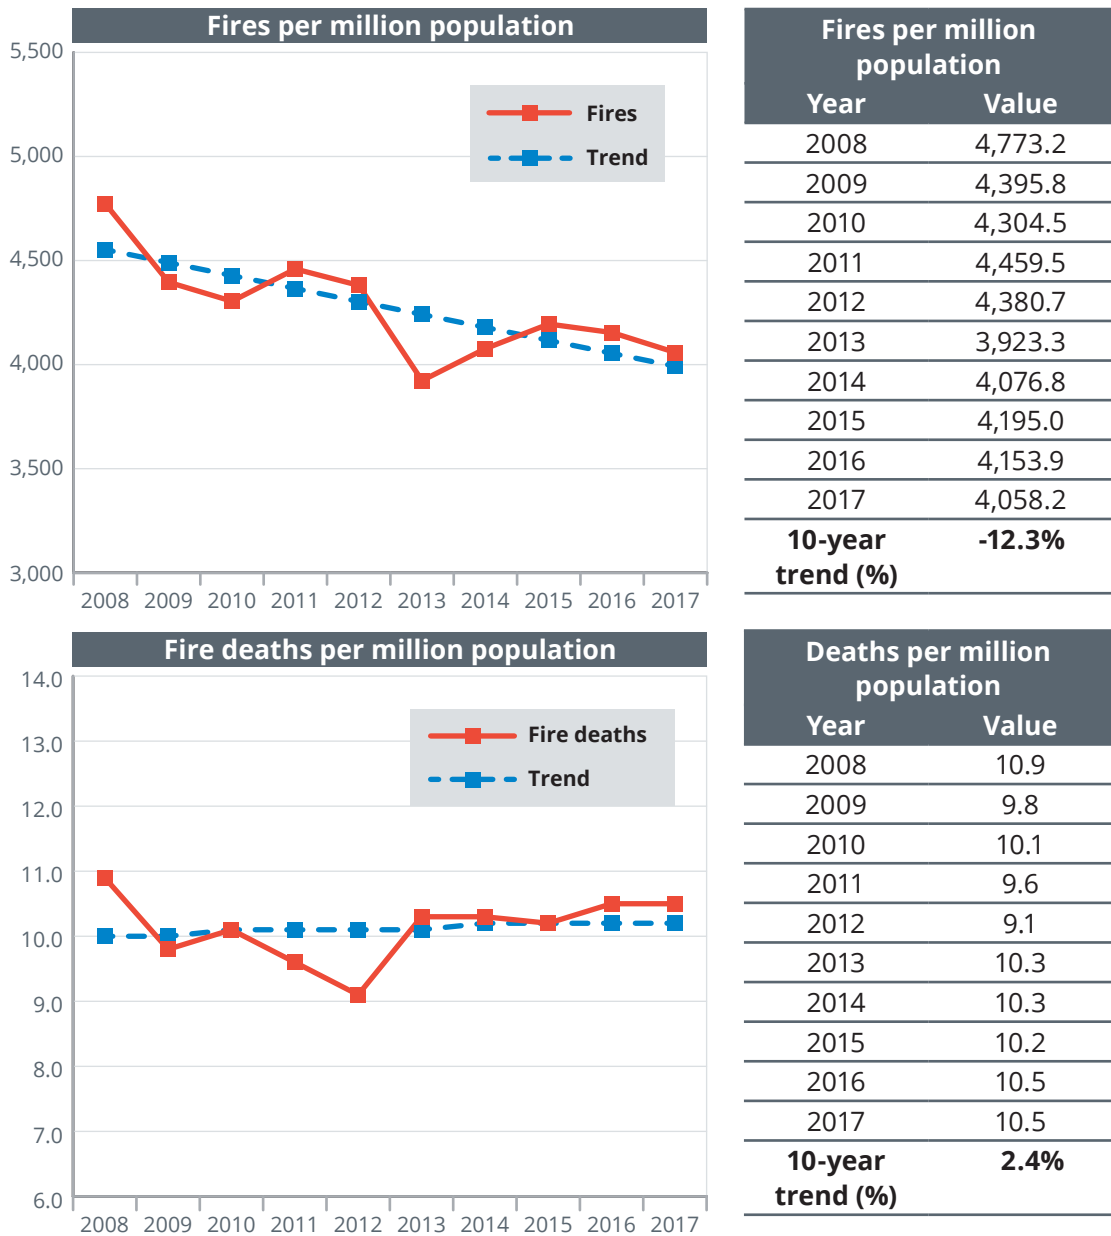 Fires per million population
5,500
5,000
4,500
4,000
3,500
3,000
Fires
Trend
2008 2009 2010 2011 2012 2013 2014 2015 2016 2017
Fires per million
population
Year Value
2008 4,773.2
2009 4,395.8
2010 4,304.5
2011 4,459.5
2012 4,380.7
2013 3,923.3
2014 4,076.8
2015 4,195.0
2016 4,153.9
2017 4,058.2
10-year -12.3%
trend (%)
Fire deaths per million population
14.0
13.0
12.0
11.0
10.0
9.0
8.0
7.0
6.0
Fire deaths
Trend
2008 2009 2010 2011 2012 2013 2014 2015 2016 2017
Deaths per million
population
Year Value
2008 10.9
2009 9.8
2010 10.1
2011 9.6
2012 9.1
2013 10.3
2014 10.3
2015 10.2
2016 10.5
2017 10.5
10-year 2.4%
trend (%)